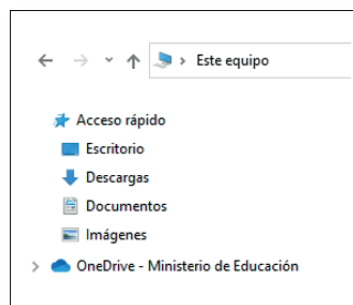 Este equipo
Acceso rápido
Escritorio
Descargas
Documentos
Imágenes
OneDrive - Ministerio de Educación